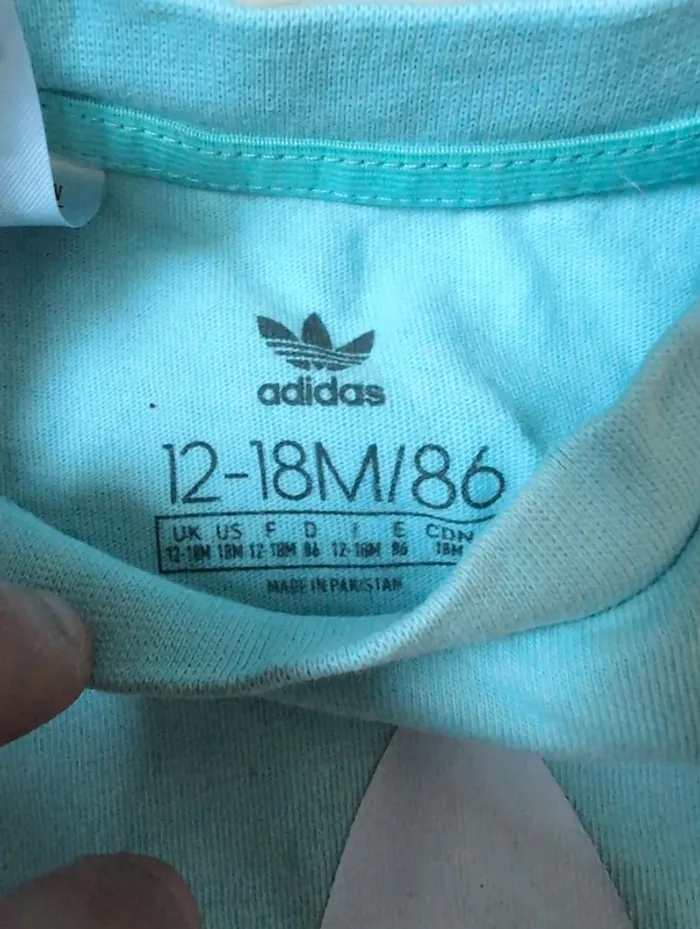 adidas
12-18M/86
UK US F D I E CDN
12-18M 18M 12-18M 86 12-18M 86 18M
MADE IN PAKISTAN